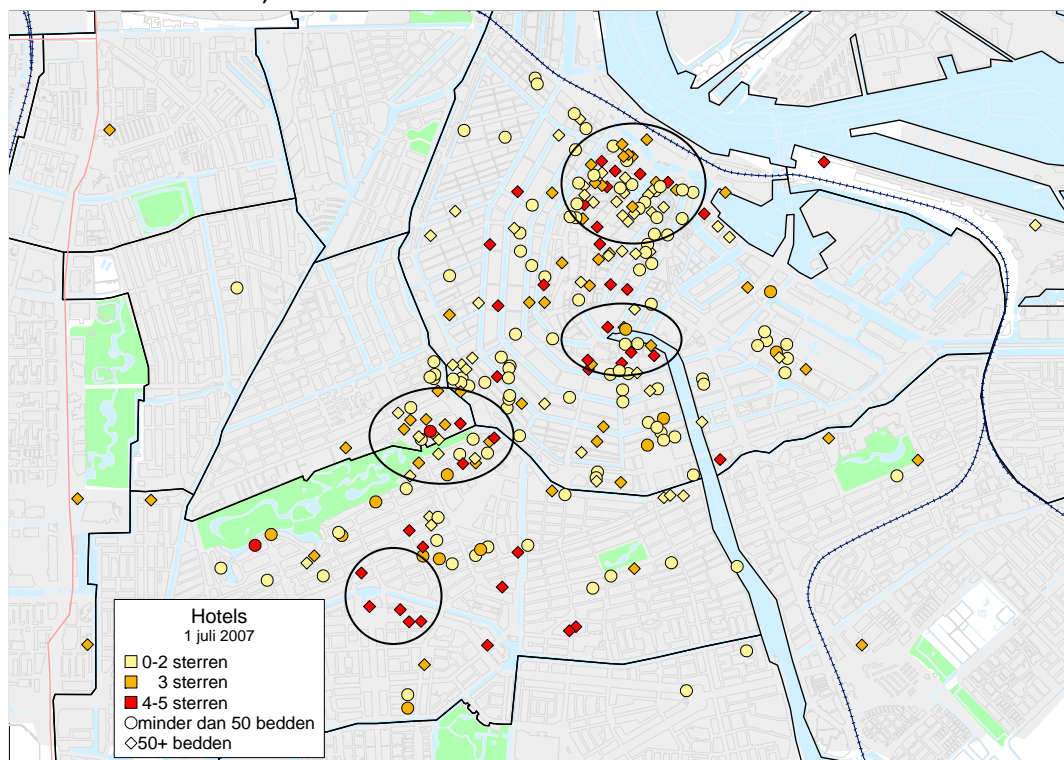 Hotels
1 juli 2007
0-2 sterren
3 sterren
4-5 sterren
minder dan 50 bedden
50+ bedden